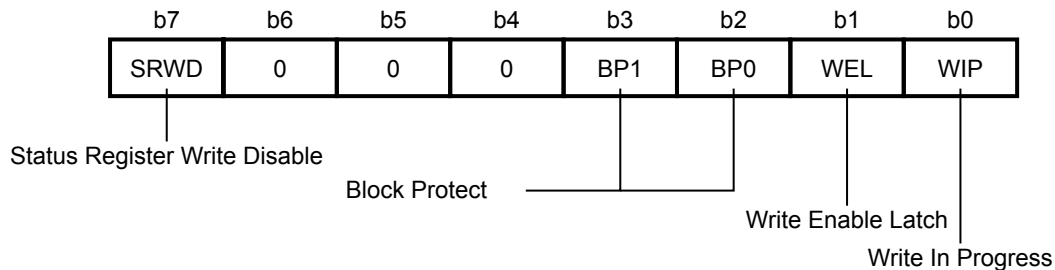 b7 b6 b5 b4 b3 b2 b1 b0
SRWD 0 0 0 BP1 BP0 WEL WIP
Status Register Write Disable
Block Protect
Write Enable Latch
Write In Progress